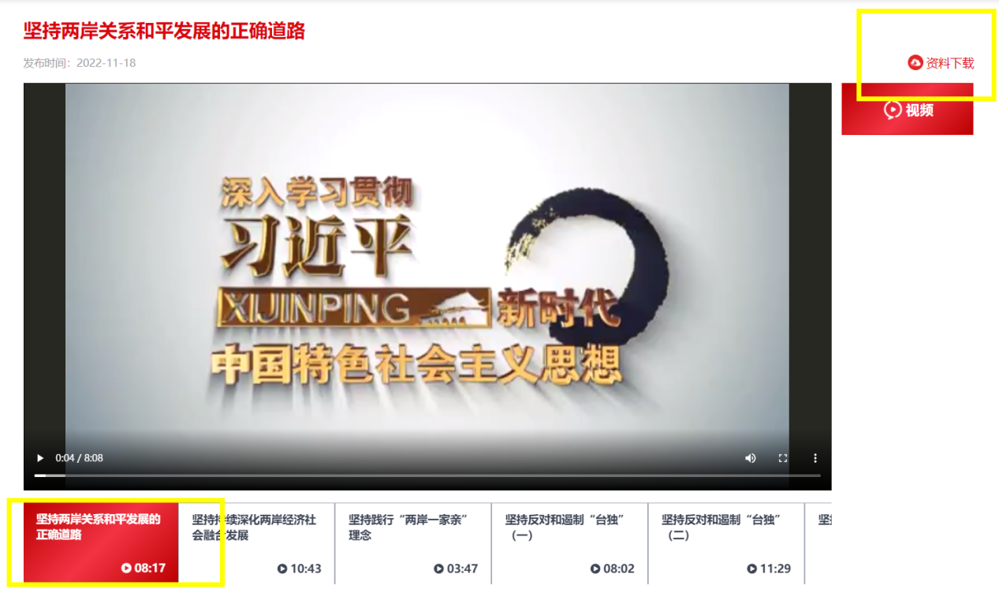 坚持两岸关系和平发展的正确道路
发布时间：2022-11-18
资料下载
视频
深入学习贯彻
习近平
XIJINPING
新时代
中国特色社会主义思想
0:04 / 8:08
坚持两岸关系和平发展的
正确道路
08:17
坚持持续深化两岸经济社
会融合发展
10:43
坚持践行“两岸一家亲”
理念
03:47
坚持反对和遏制“台独”
（一）
08:02
坚持反对和遏制“台独”
（二）
11:29